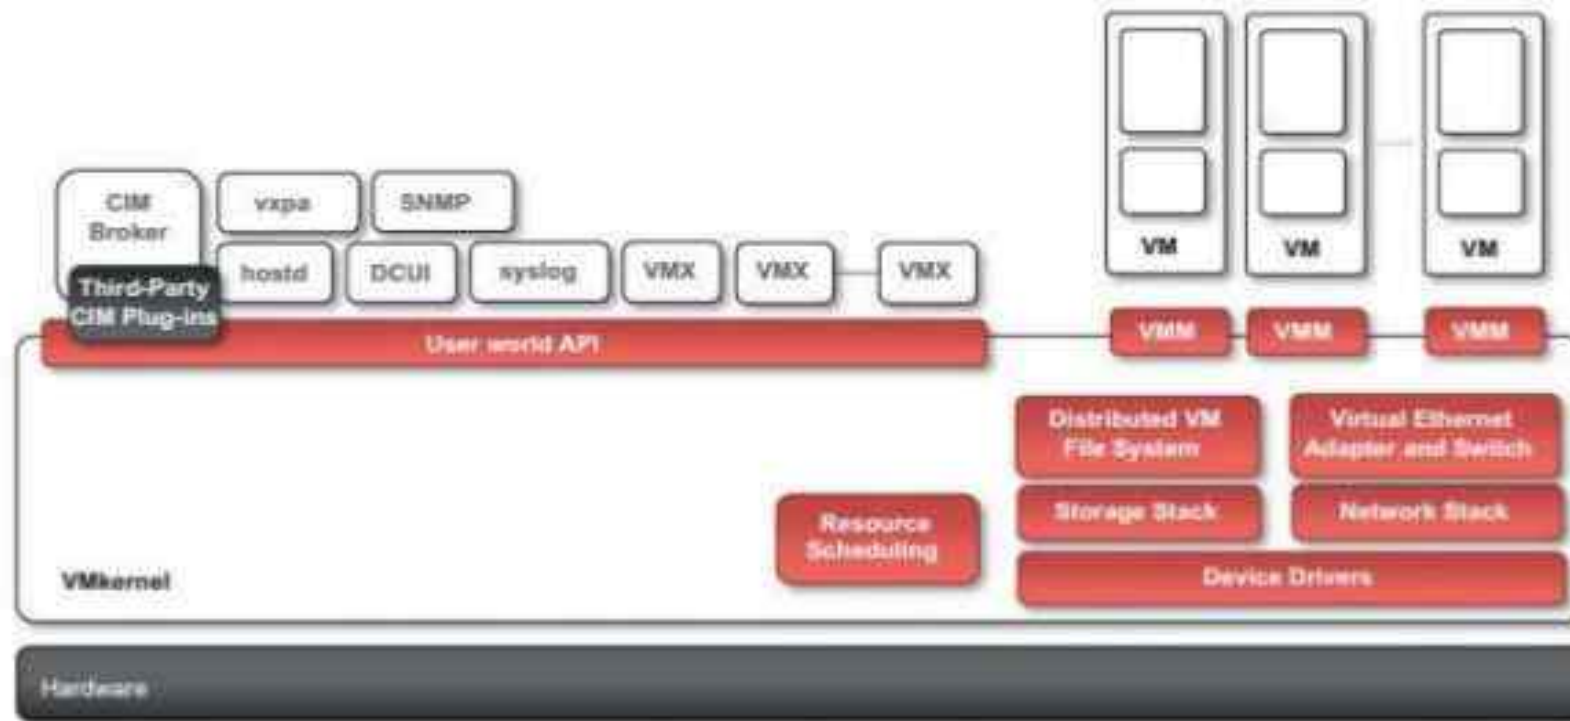 CIM
Broker
vxpa
SNMP
Third-Party
CIM Plug-ins
hostd
DCUI
syslog
VMX
VMX
VMX
VM
VM
VM
User world API
VMM
VMM
VMM
Distributed VM
File System
Virtual Ethernet
Adapter and Switch
Resource
Scheduling
Storage Stack
Network Stack
Device Drivers
VMkernel
Hardware